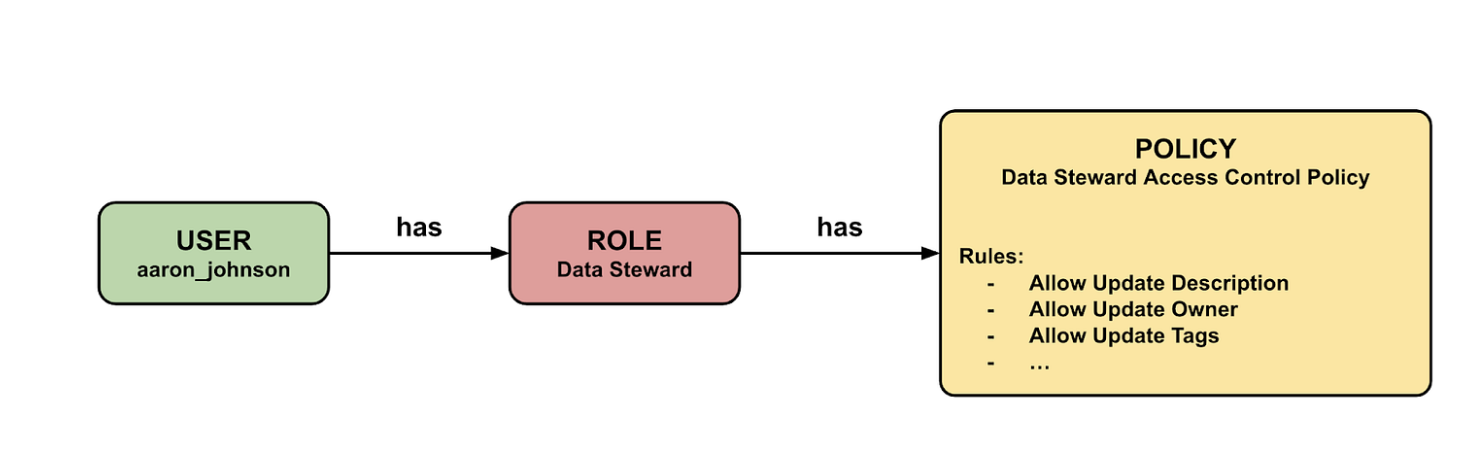 POLICY
Data Steward Access Control Policy
has
has
USER
aaron_johnson
ROLE
Data Steward
Rules:
- Allow Update Description
- Allow Update Owner
- Allow Update Tags
- ...